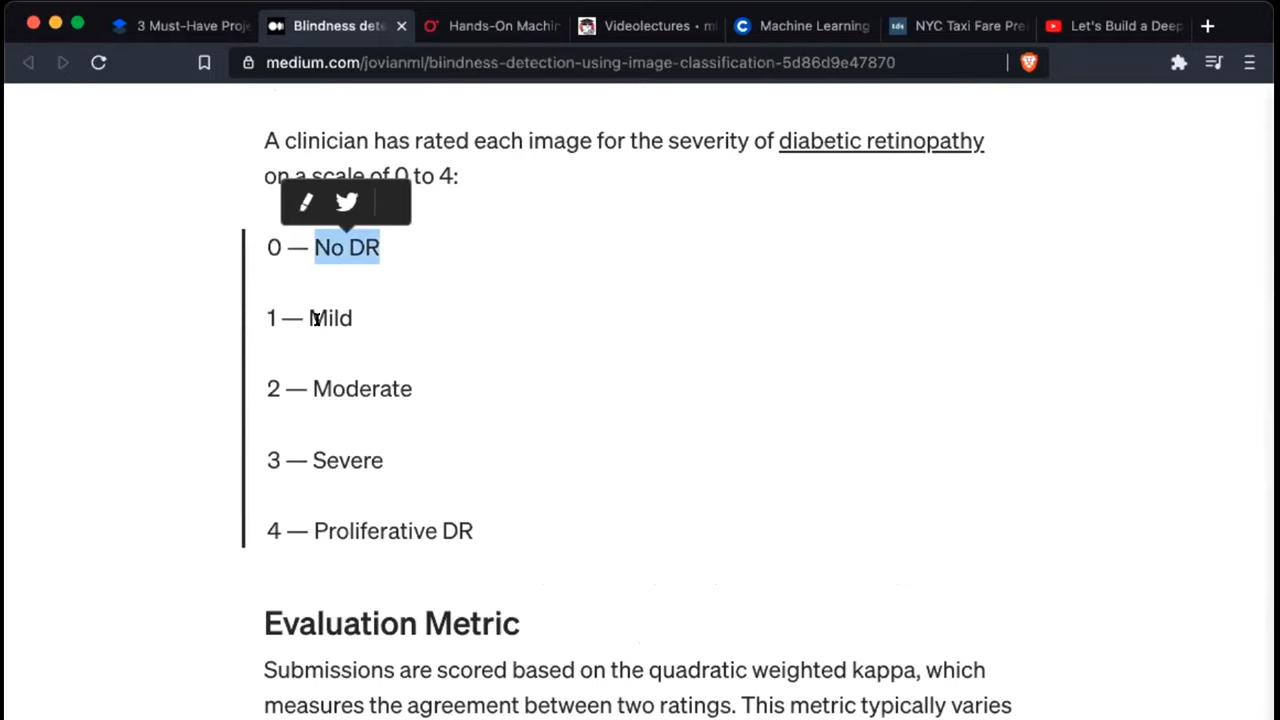 3 Must-Have Proje
Blindness dete
Hands-On Machin
Videolectures • ml
Machine Learning
tds
NYC Taxi Fare Pre
Let's Build a Deep
medium.com/jovianml/blindness-detection-using-image-classification-5d86d9e47870
A clinician has rated each image for the severity of diabetic retinopathy
on a scale of 0 to 4:
0 — No DR
1 — Mild
2 — Moderate
3 — Severe
4 — Proliferative DR
Evaluation Metric
Submissions are scored based on the quadratic weighted kappa, which
measures the agreement between two ratings. This metric typically varies